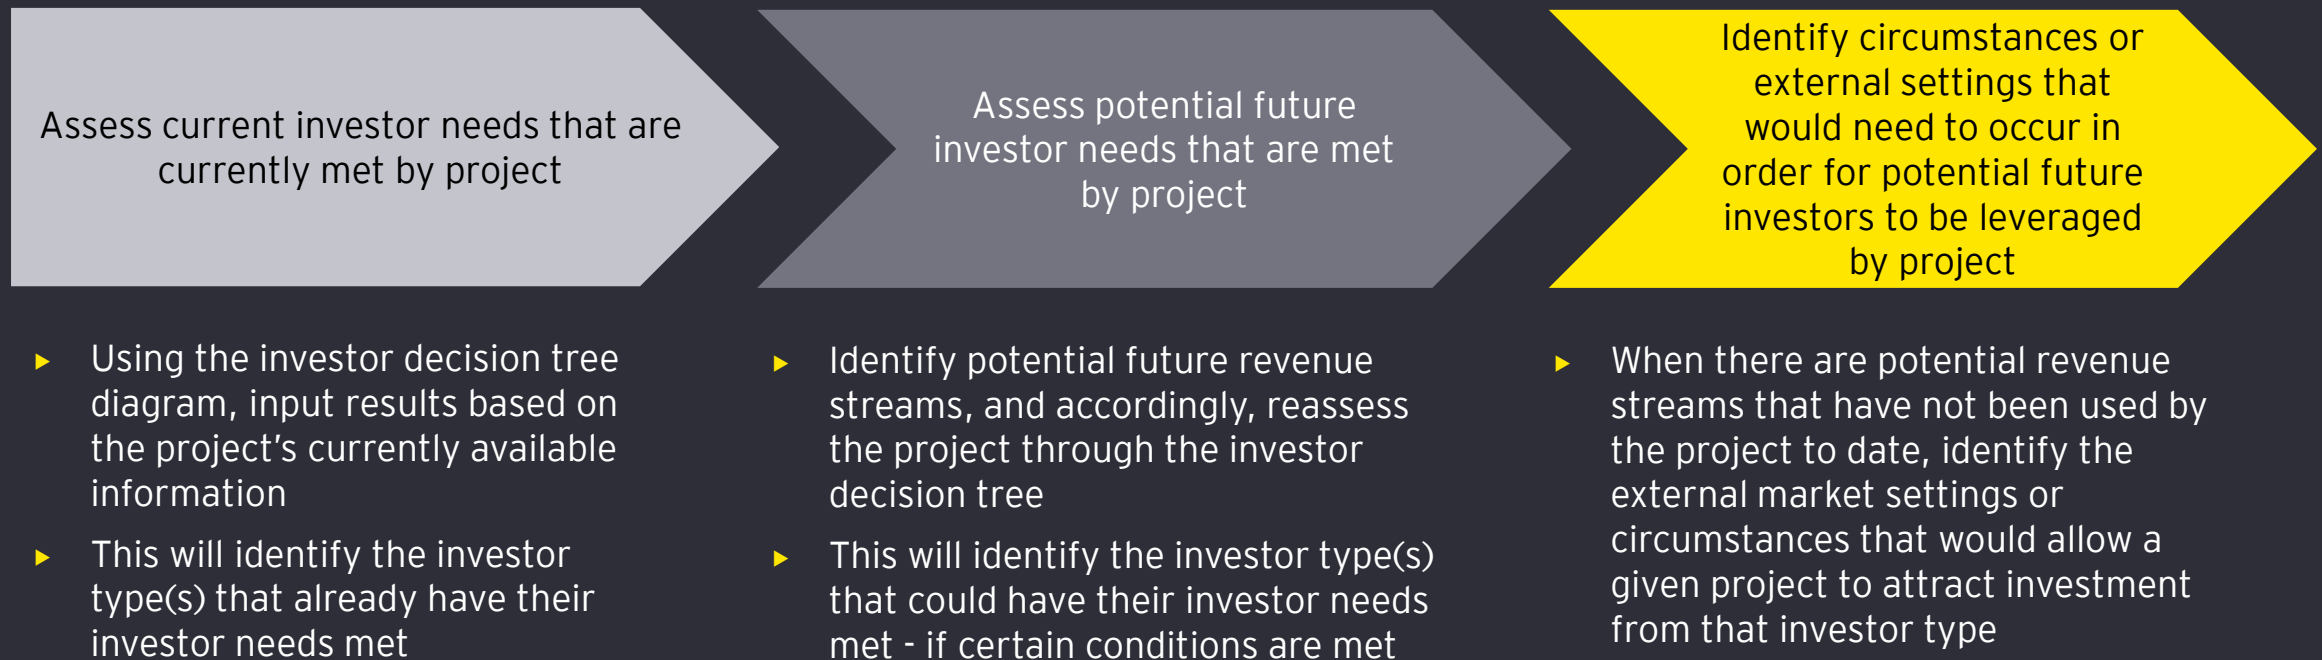 Assess current investor needs that are
currently met by project
Assess potential future
investor needs that are met
by project
Identify circumstances or
external settings that
would need to occur in
order for potential future
investors to be leveraged
by project
Using the investor decision tree
diagram, input results based on
the project's currently available
information
This will identify the investor
type(s) that already have their
investor needs met
Identify potential future revenue
streams, and accordingly, reassess
the project through the investor
decision tree
This will identify the investor type(s)
that could have their investor needs
met - if certain conditions are met
When there are potential revenue
streams that have not been used by
the project to date, identify the
external market settings or
circumstances that would allow a
given project to attract investment
from that investor type